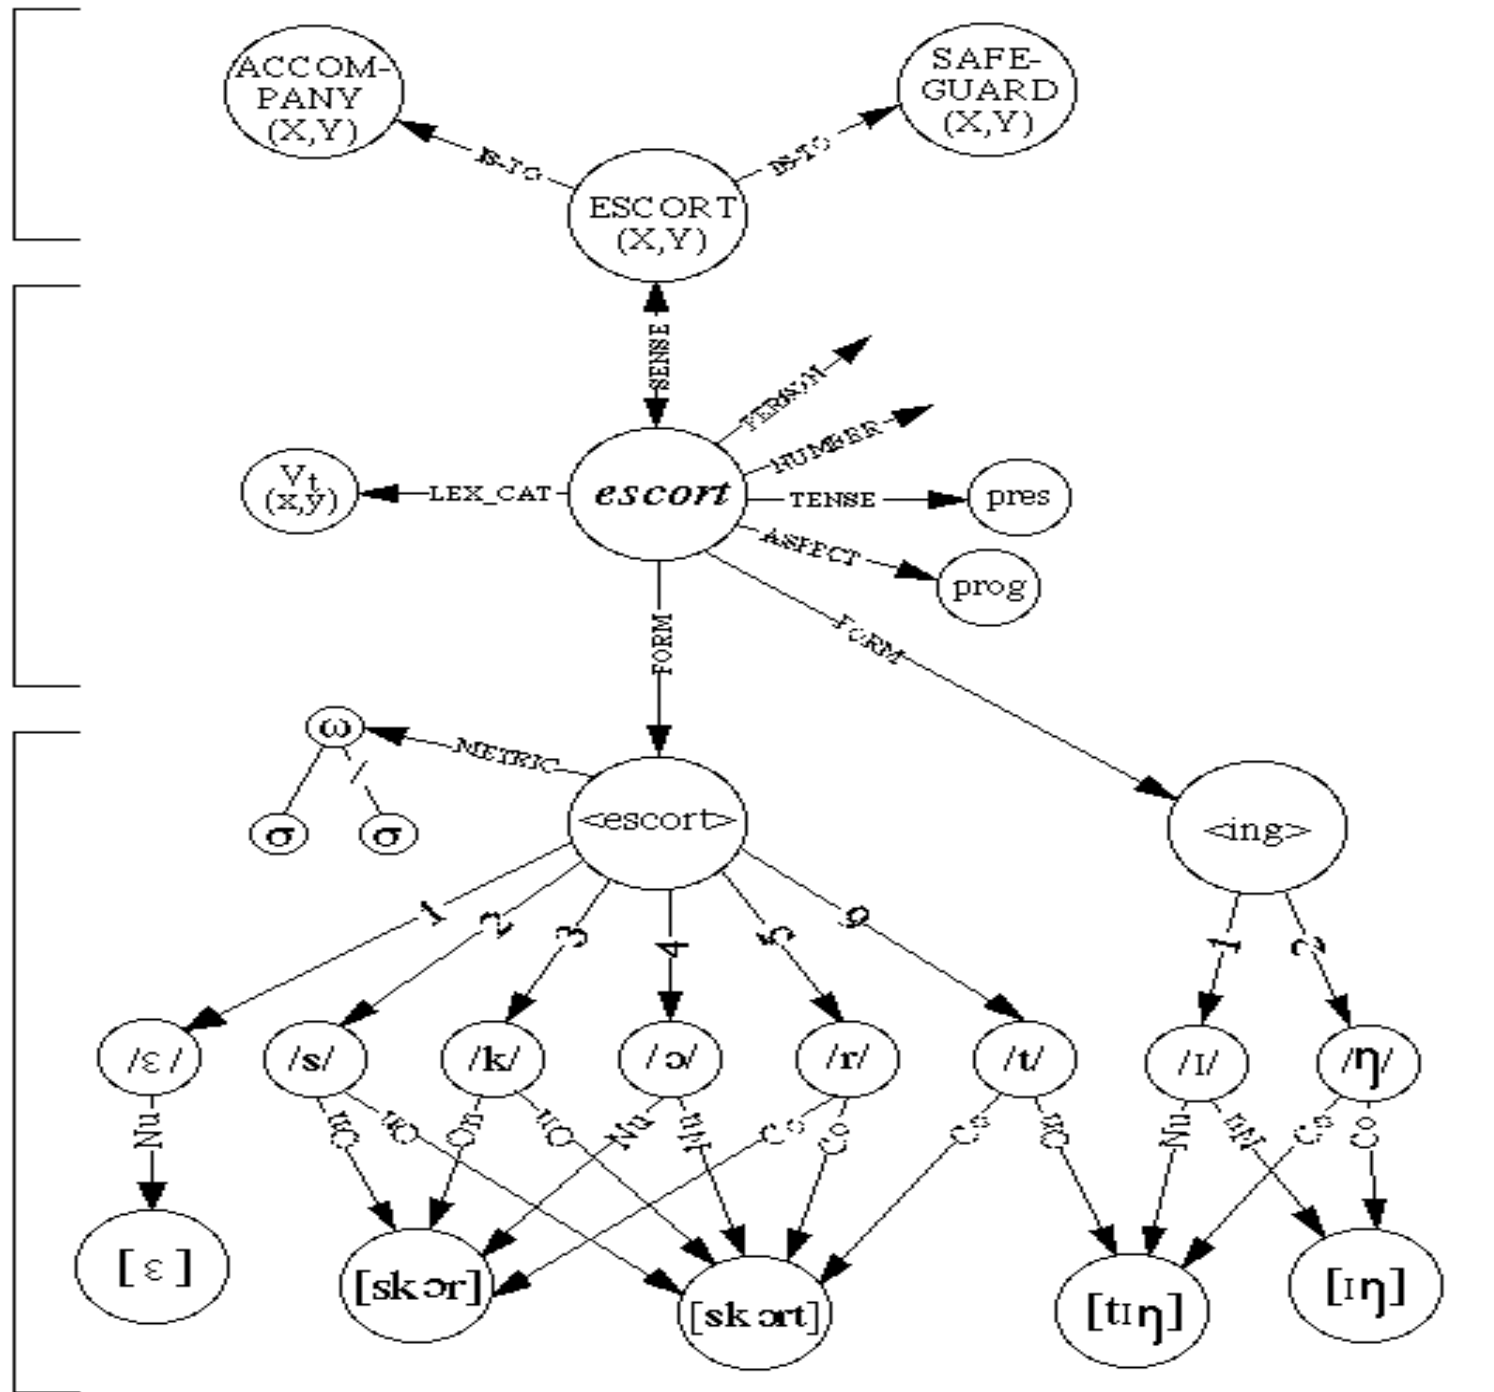 ACCOM-
PANY
(X,Y)
SAFE-
GUARD
(X,Y)
IS-TO
IS-TO
ESCORT
(X,Y)
SENSE
PERSON
NUMBER
Vt
(x,y)
LEX_CAT
escort
TENSE
pres
ASPECT
prog
FORM
FORM
ω
METRIC
σ
σ
<escort>
<ing>
1
2
3
4
5
6
1
2
/ɛ/
/s/
/k/
/ɔ/
/r/
/t/
/ɪ/
/η/
Nu
On
On
On
On
Nu
Nu
Co
Co
Co
On
Nu
Nu
Co
Co
[ɛ]
[skɔr]
[skɔrt]
[tɪη]
[ɪη]